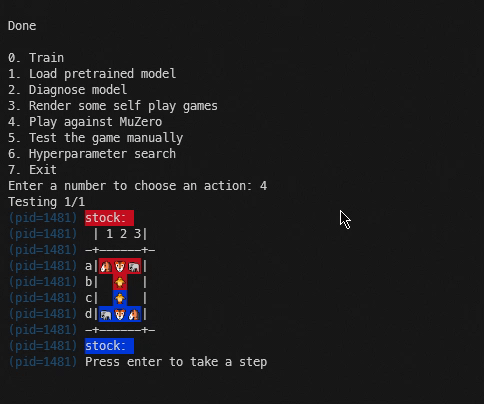 Done
0. Train
1. Load pretrained model
2. Diagnose model
3. Render some self play games
4. Play against MuZero
5. Test the game manually
6. Hyperparameter search
7. Exit
Enter a number to choose an action: 4
Testing 1/1
(pid=1481) stock:
(pid=1481)  | 1 2 3|
(pid=1481) —+——————+—
(pid=1481) a|🦒🦁🐘|
(pid=1481) b|  🐥  |
(pid=1481) c|  🐥  |
(pid=1481) d|🐘🦁🦒|
(pid=1481) —+——————+—
(pid=1481) stock:
(pid=1481) Press enter to take a step